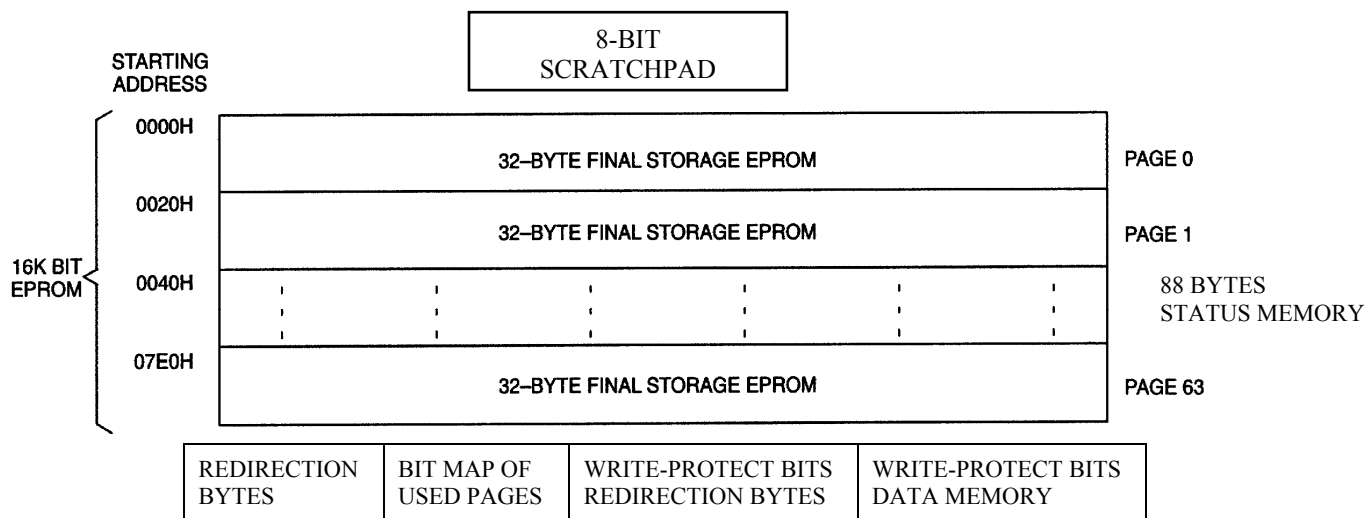 8-BIT
SCRATCHPAD
STARTING
ADDRESS
0000H
32–BYTE FINAL STORAGE EPROM
PAGE 0
0020H
32–BYTE FINAL STORAGE EPROM
PAGE 1
16K BIT
EPROM
0040H
88 BYTES
STATUS MEMORY
07E0H
32–BYTE FINAL STORAGE EPROM
PAGE 63
REDIRECTION
BYTES
BIT MAP OF
USED PAGES
WRITE-PROTECT BITS
REDIRECTION BYTES
WRITE-PROTECT BITS
DATA MEMORY